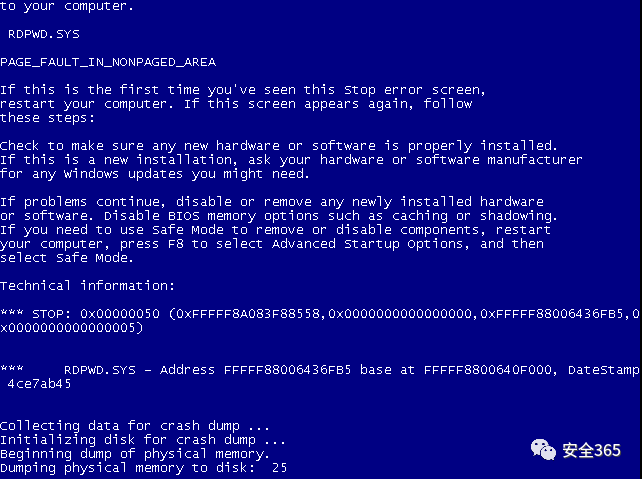 to your computer.
RDPWD.SYS
PAGE_FAULT_IN_NONPAGED_AREA
If this is the first time you've seen this Stop error screen,
restart your computer. If this screen appears again, follow
these steps:
Check to make sure any new hardware or software is properly installed.
If this is a new installation, ask your hardware or software manufacturer
for any Windows updates you might need.
If problems continue, disable or remove any newly installed hardware
or software. Disable BIOS memory options such as caching or shadowing.
If you need to use Safe Mode to remove or disable components, restart
your computer, press F8 to select Advanced Startup Options, and then
select Safe Mode.
Technical information:
*** STOP: 0x00000050 (0xFFFFF8A083F88558,0x0000000000000000,0xFFFFF88006436FB5,0
x0000000000000005)
***     RDPWD.SYS - Address FFFFF88006436FB5 base at FFFFF8800640F000, DateStamp
4ce7ab45
Collecting data for crash dump ...
Initializing disk for crash dump ...
Beginning dump of physical memory.
Dumping physical memory to disk:  25
安全365